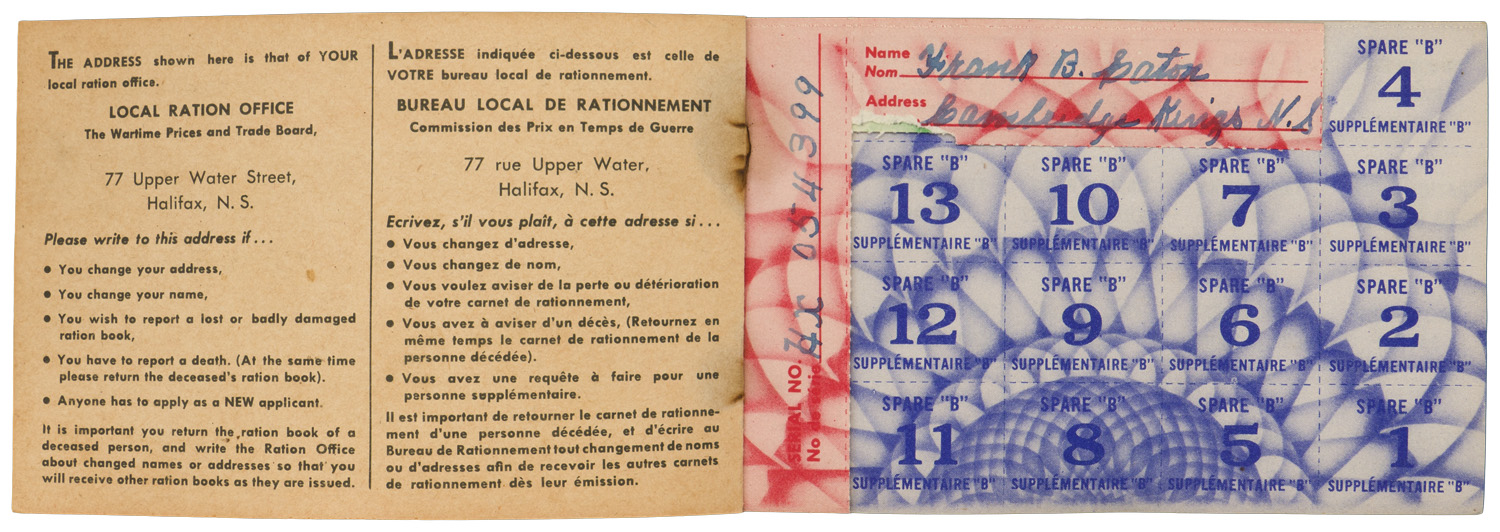 THE ADDRESS shown here is that of YOUR
local ration office.
LOCAL RATION OFFICE
The Wartime Prices and Trade Board,
77 Upper Water Street,
Halifax, N. S.
Please write to this address if...
● You change your address,
● You change your name,
● You wish to report a lost or badly damaged
ration book,
● You have to report a death. (At the same time
please return the deceased's ration book).
● Anyone has to apply as a NEW applicant.
It is important you return the ration book of a
deceased person, and write the Ration Office
about changed names or addresses so that you
will receive other ration books as they are issued.
L'ADRESSE indiquée ci-dessous est celle de
VOTRE bureau local de rationnement.
BUREAU LOCAL DE RATIONNEMENT
Commission des Prix en Temps de Guerre
77 rue Upper Water,
Halifax, N. S.
Ecrivez, s'il vous plaît, à cette adresse si...
● Vous changez d'adresse,
● Vous changez de nom,
● Vous voulez aviser de la perte ou détérioration
de votre carnet de rationnement,
● Vous avez à aviser d'un décès, (Retournez en
même temps le carnet de rationnement de la
personne décédée).
● Vous avez une requête à faire pour une
personne supplémentaire.
Il est important de retourner le carnet de rationne-
ment d'une personne décédée, et d'écrire au
Bureau de Rationnement tout changement de noms
ou d'adresses afin de recevoir les autres carnets
de rationnement dès leur émission.
SERIAL NO.
No de série
HX 054399
Name
Nom
Frank B. Eaton
Address
Cambridge Kings N.S
SPARE "B"
4
SUPPLÉMENTAIRE "B"
SPARE "B" SPARE "B" SPARE "B" SPARE "B"
13 10 7 3
SUPPLÉMENTAIRE "B" SUPPLÉMENTAIRE "B" SUPPLÉMENTAIRE "B" SUPPLÉMENTAIRE "B"
SPARE "B" SPARE "B" SPARE "B" SPARE "B"
12 9 6 2
SUPPLÉMENTAIRE "B" SUPPLÉMENTAIRE "B" SUPPLÉMENTAIRE "B" SUPPLÉMENTAIRE "B"
SPARE "B" SPARE "B" SPARE "B" SPARE "B"
11 8 5 1
SUPPLÉMENTAIRE "B" SUPPLÉMENTAIRE "B" SUPPLÉMENTAIRE "B" SUPPLÉMENTAIRE "B"